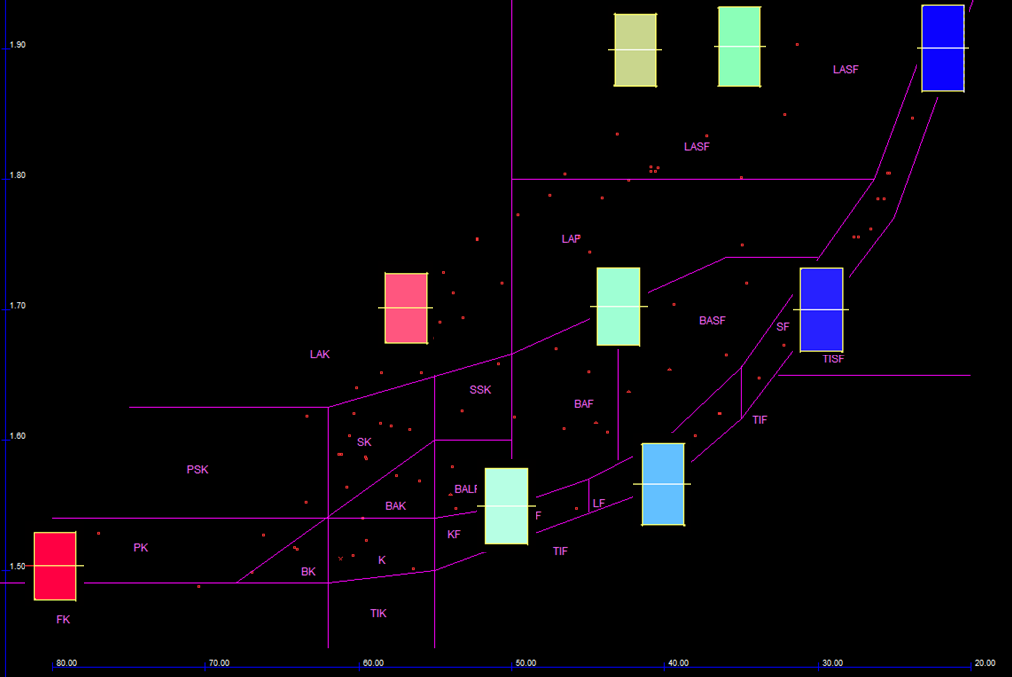 1.90
LASF
LASF
1.80
LAF
1.70
BASF
SF
LAK
TISF
SSK
BAF
TIF
1.60
SK
PSK
BALF
BAK
LF
F
KF
PK
TIF
K
1.50
BK
TIK
FK
80.00 70.00 60.00 50.00 40.00 30.00 20.00